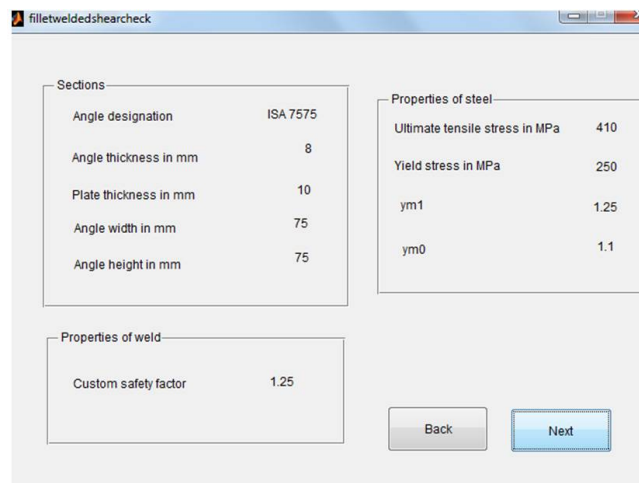 filletweldedshearcheck
Sections
Angle designation ISA 7575
Angle thickness in mm 8
Plate thickness in mm 10
Angle width in mm 75
Angle height in mm 75
Properties of steel
Ultimate tensile stress in MPa 410
Yield stress in MPa 250
ym1 1.25
ym0 1.1
Properties of weld
Custom safety factor 1.25
Back
Next